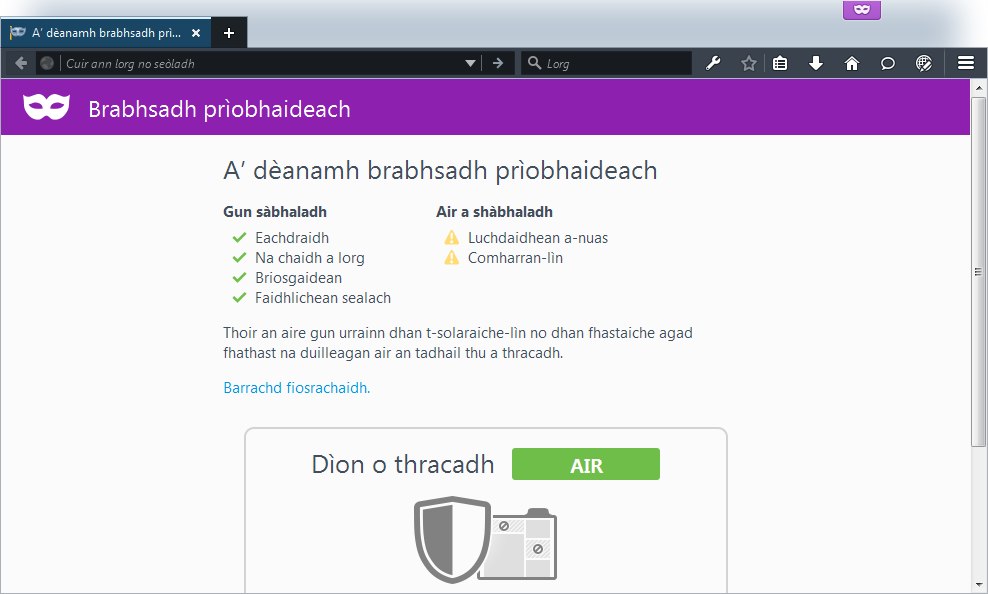 A’ dèanamh brabhsadh prì...
Cuir ann lorg no seòladh
Lorg
Brabhsadh prìobhaideach
A’ dèanamh brabhsadh prìobhaideach
Gun sàbhaladh
Eachdraidh
Na chaidh a lorg
Briosgaidean
Faidhlichean sealach
Air a shàbhaladh
Luchdaidhean a-nuas
Comharran-lìn
Thoir an aire gun urrainn dhan t-solaraiche-lìn no dhan fhastaiche agad
fhathast na duilleagan air an tadhail thu a thracadh.
Barrachd fiosrachaidh.
Dìon o thracadh
AIR